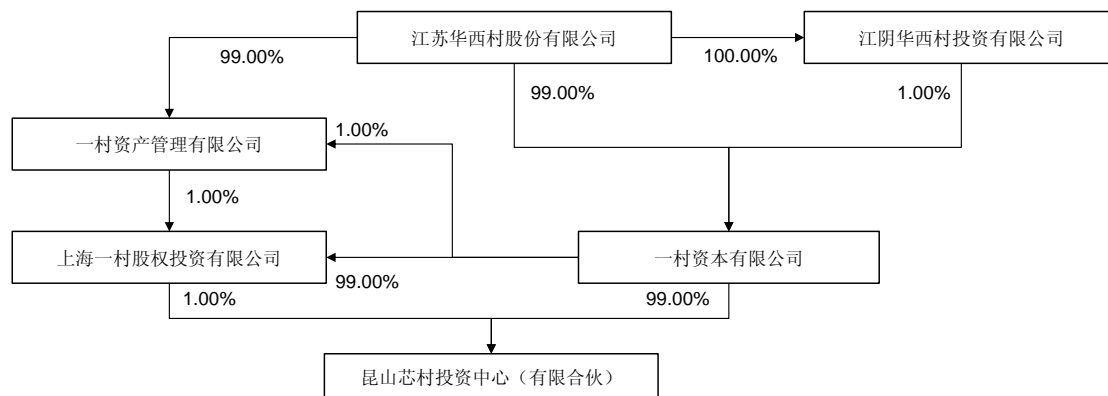 江苏华西村股份有限公司
江阴华西村投资有限公司
99.00%
100.00%
99.00%
1.00%
一村资产管理有限公司
1.00%
1.00%
上海一村股权投资有限公司
一村资本有限公司
99.00%
1.00%
99.00%
昆山芯村投资中心（有限合伙）